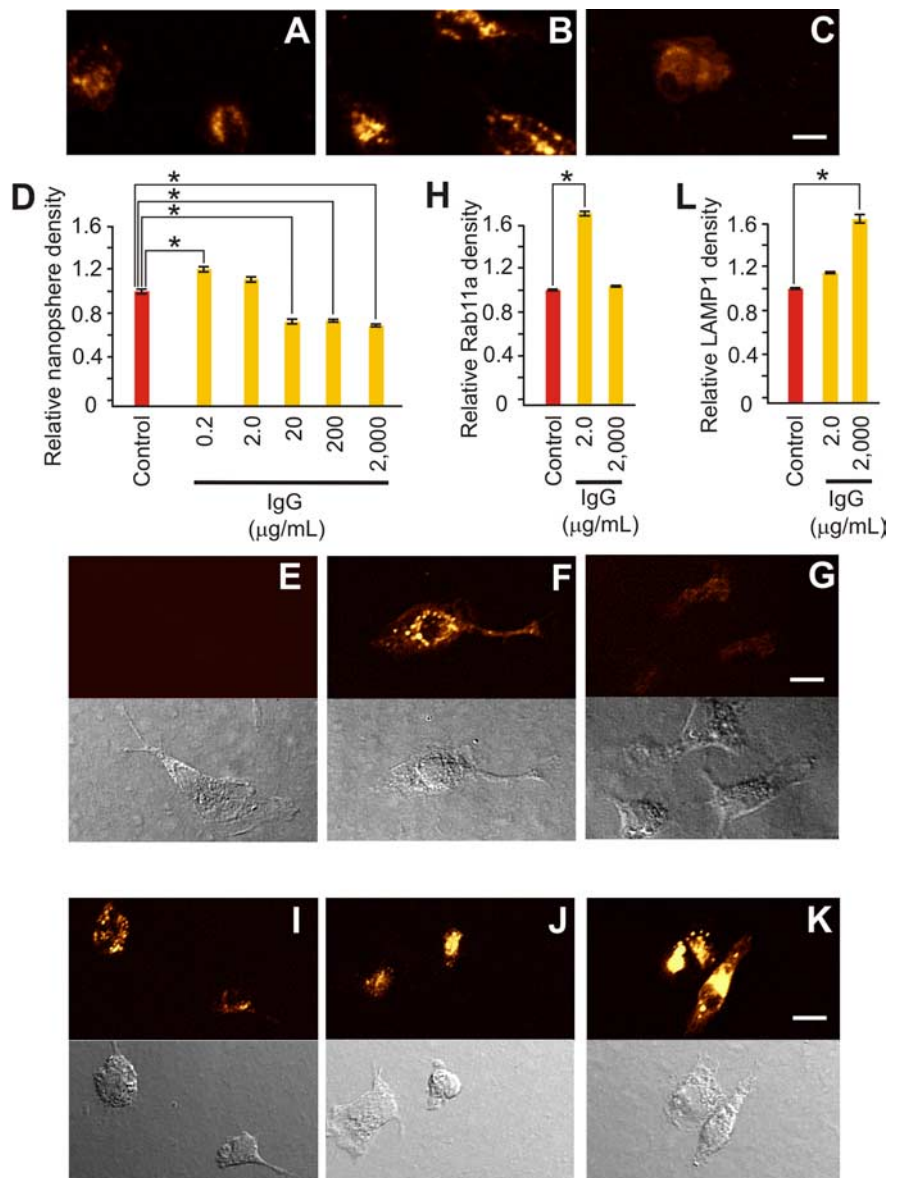 A B C
D
Relative nanopshere density
1.6
1.2
0.8
0.4
0
* * * *
Control
0.2
2.0
20
200
2,000
IgG
(µg/mL)
H
Relative Rab11a density
1.6
1.2
0.8
0.4
0
*
Control
2.0
2,000
IgG
(µg/mL)
L
Relative LAMP1 density
1.6
1.2
0.8
0.4
0
*
Control
2.0
2,000
IgG
(µg/mL)
E F G
I J K